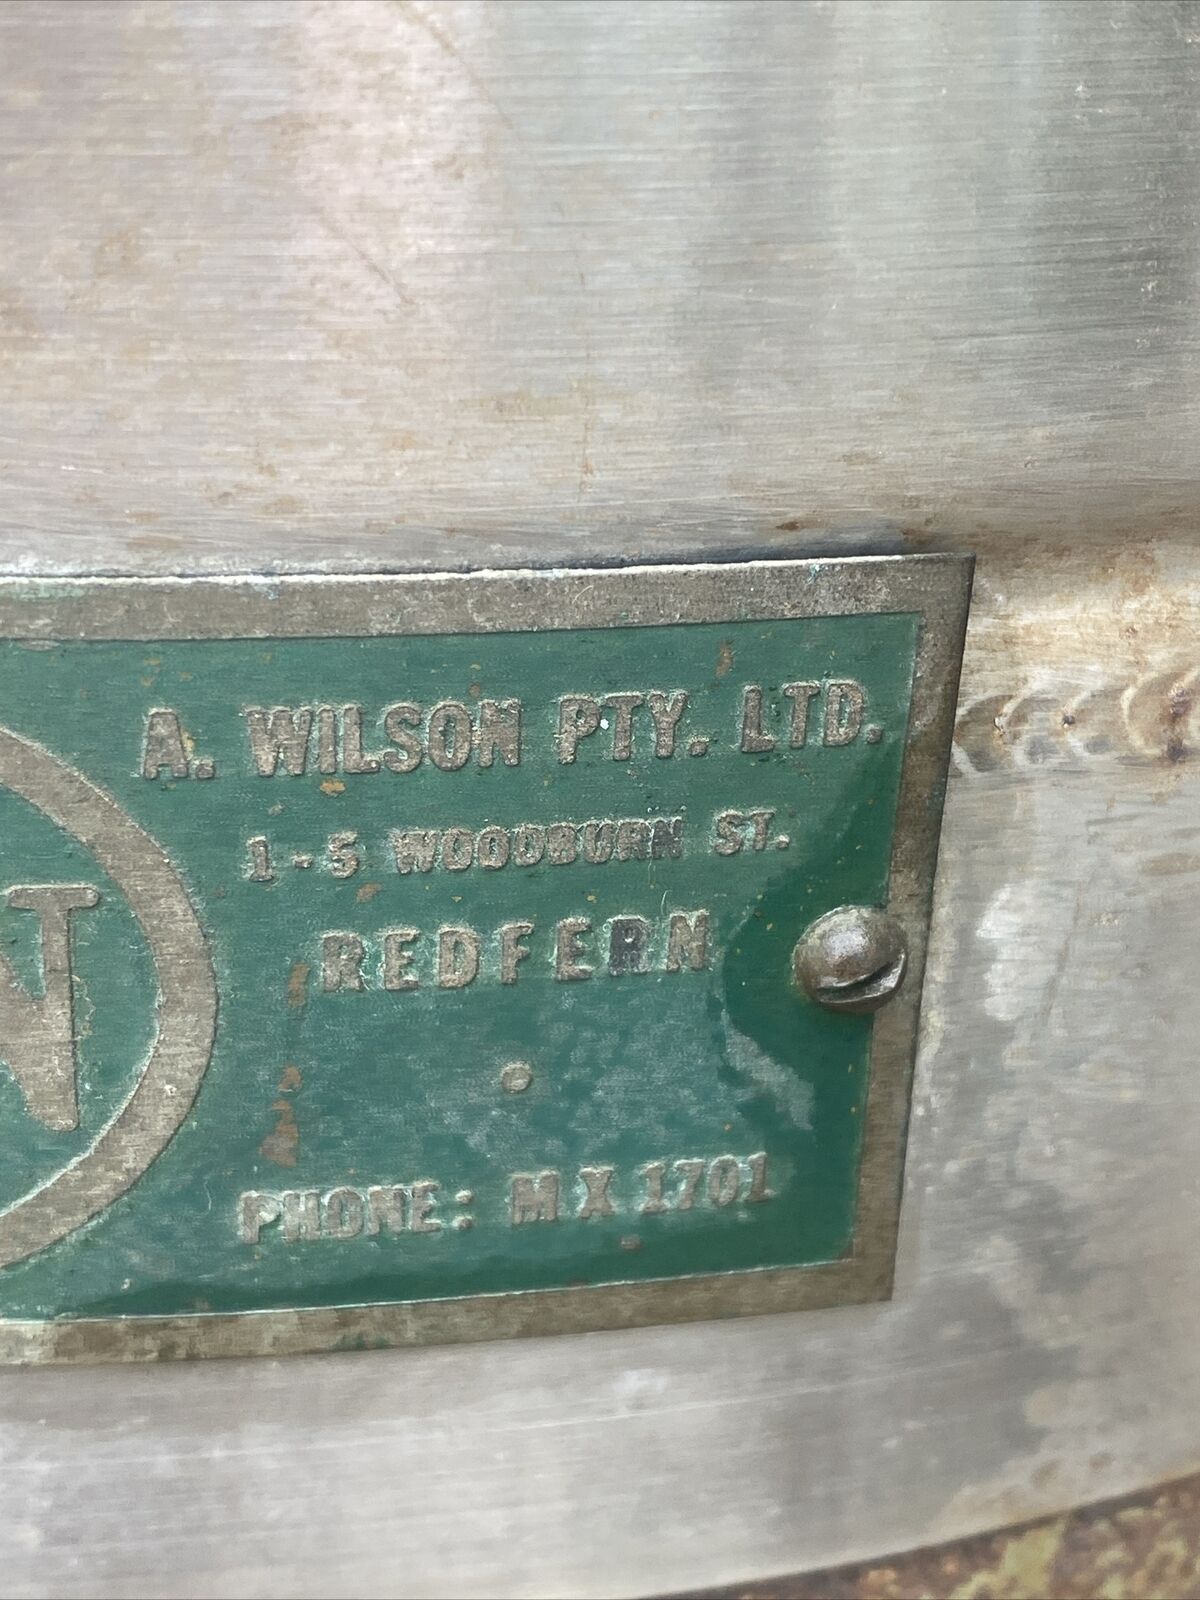 A. WILSON PTY. LTD.
1-5 WOODBURN ST.
REDFERN
PHONE: MX 1701